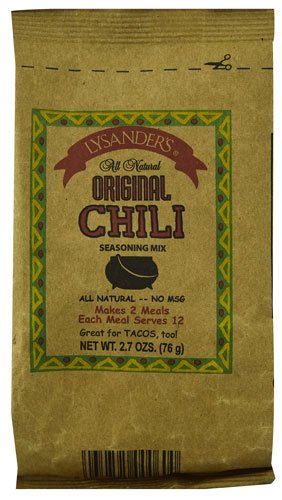 LYSANDER'S®
All Natural
ORIGINAL
CHILI
SEASONING MIX
ALL NATURAL -- NO MSG
Makes 2 Meals
Each Meal Serves 12
Great for TACOS, too!
NET WT. 2.7 OZS. (76 g)